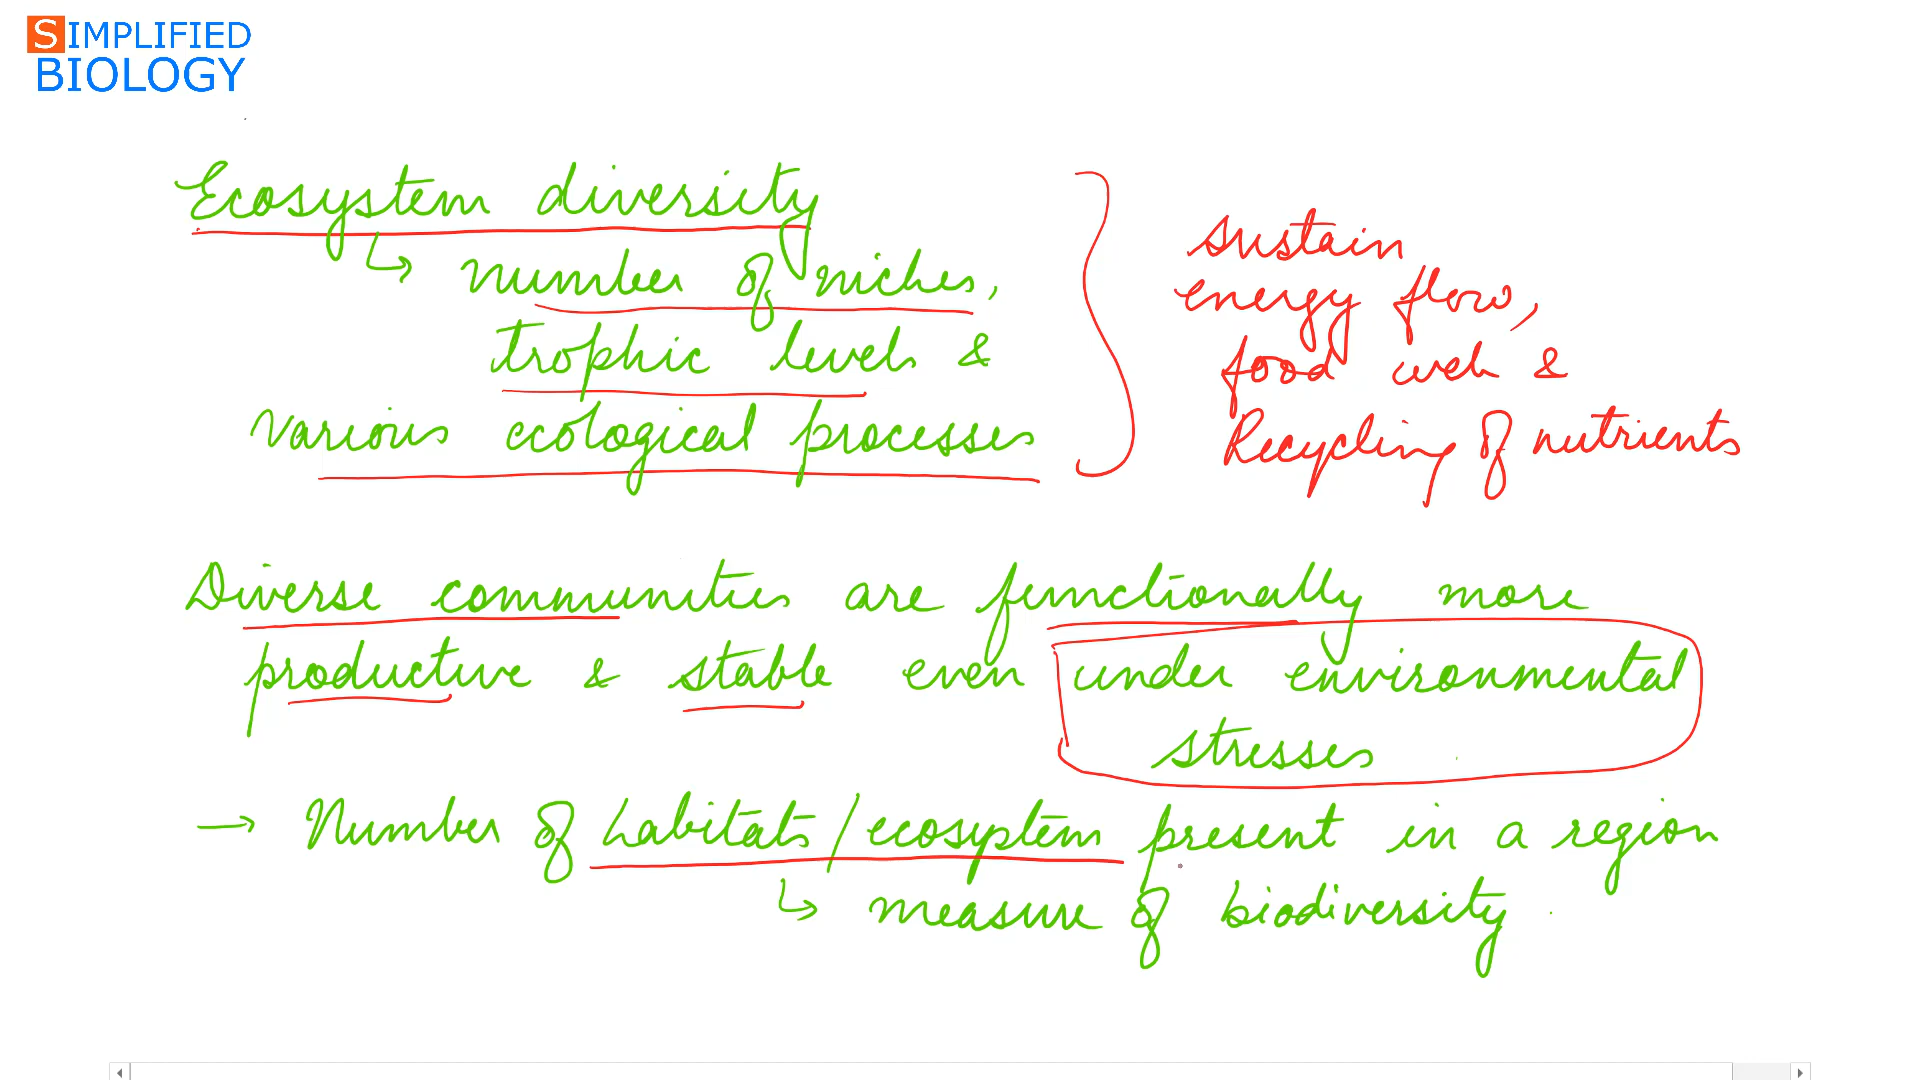 SIMPLIFIED
BIOLOGY
Ecosystem diversity
↳ number of niches,
trophic levels &
various ecological processes
sustain
energy flow,
food web &
Recycling of nutrients
Diverse communities are functionally more
productive & stable even under environmental
stresses
→ Number of habitats/ecosystem present in a region
↳ measure of biodiversity